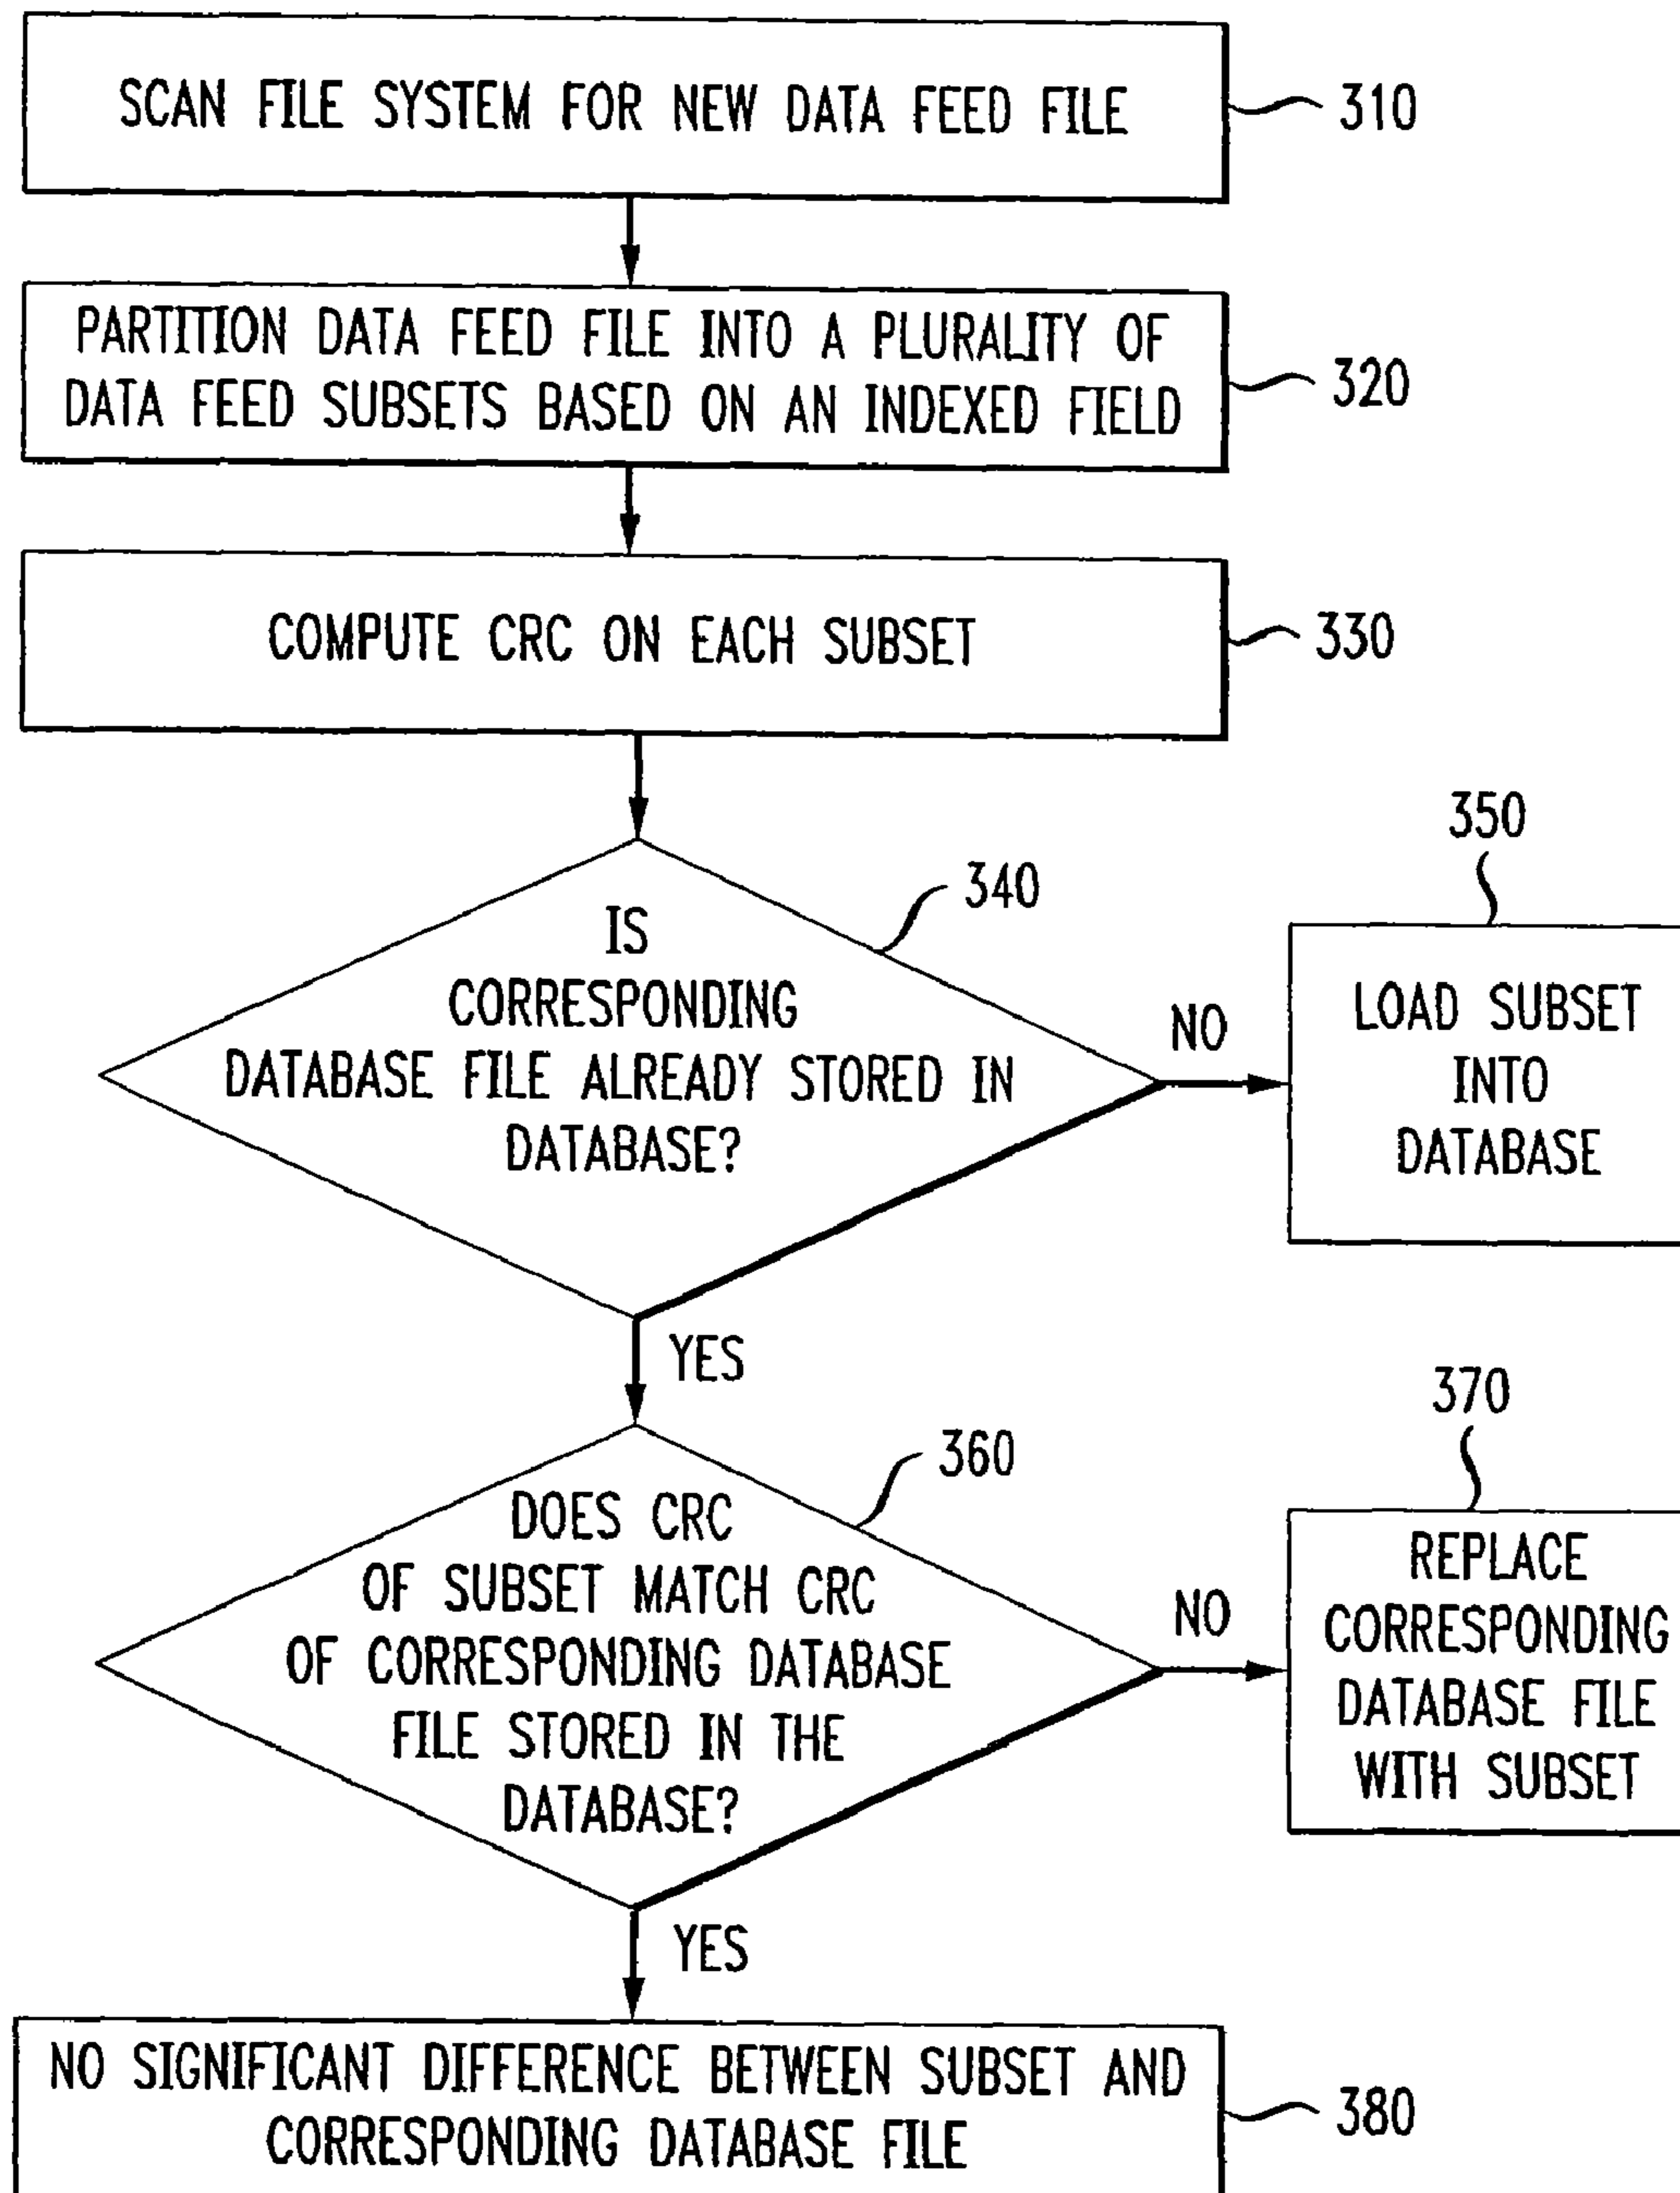 SCAN FILE SYSTEM FOR NEW DATA FEED FILE
310
PARTITION DATA FEED FILE INTO A PLURALITY OF
DATA FEED SUBSETS BASED ON AN INDEXED FIELD
320
COMPUTE CRC ON EACH SUBSET
330
340
IS
CORRESPONDING
DATABASE FILE ALREADY STORED IN
DATABASE?
NO
350
LOAD SUBSET
INTO
DATABASE
YES
360
DOES CRC
OF SUBSET MATCH CRC
OF CORRESPONDING DATABASE
FILE STORED IN THE
DATABASE?
NO
370
REPLACE
CORRESPONDING
DATABASE FILE
WITH SUBSET
YES
NO SIGNIFICANT DIFFERENCE BETWEEN SUBSET AND
CORRESPONDING DATABASE FILE
380